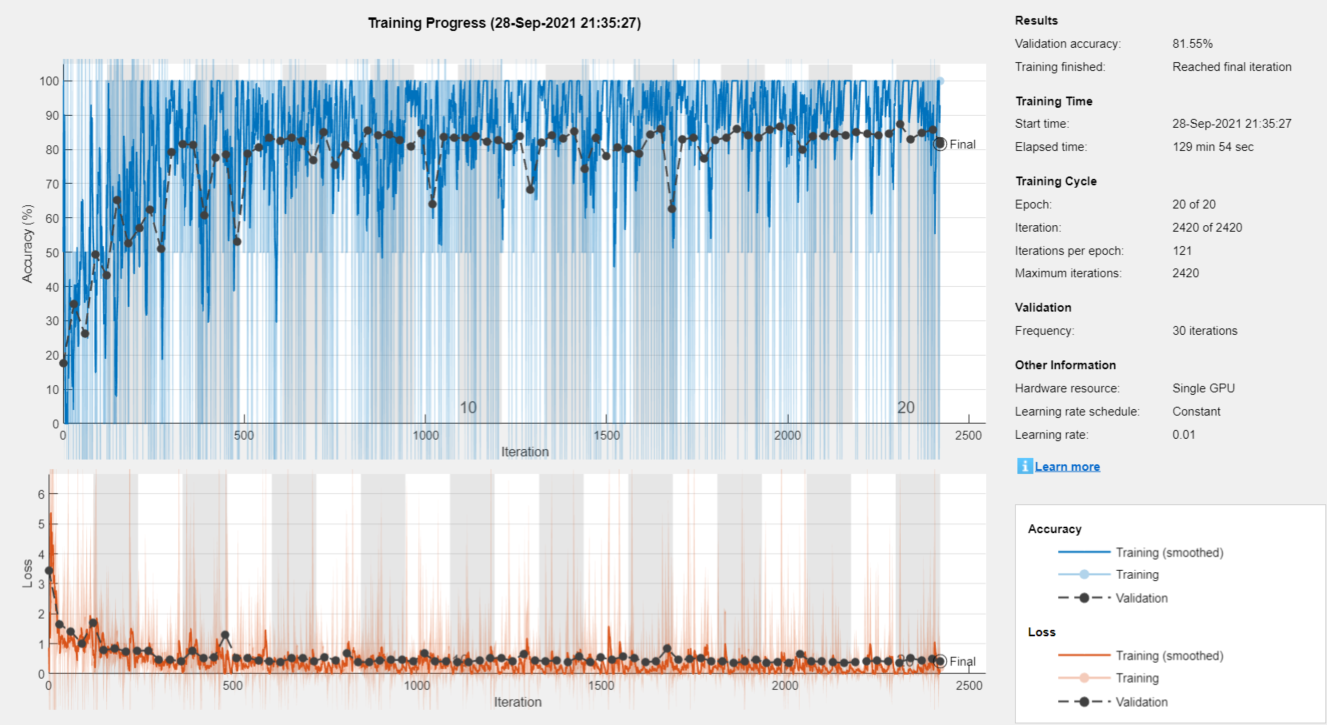 Training Progress (28-Sep-2021 21:35:27)
100
90
80
70
60
50
40
30
20
10
0
Accuracy (%)
Final
10
20
0
500
1000
1500
2000
2500
Iteration
6
5
4
3
2
1
0
Loss
Final
0
500
1000
1500
2000
2500
Iteration
Results
Validation accuracy: 81.55%
Training finished: Reached final iteration
Training Time
Start time: 28-Sep-2021 21:35:27
Elapsed time: 129 min 54 sec
Training Cycle
Epoch: 20 of 20
Iteration: 2420 of 2420
Iterations per epoch: 121
Maximum iterations: 2420
Validation
Frequency: 30 iterations
Other Information
Hardware resource: Single GPU
Learning rate schedule: Constant
Learning rate: 0.01
i Learn more
Accuracy
Training (smoothed)
Training
Validation
Loss
Training (smoothed)
Training
Validation